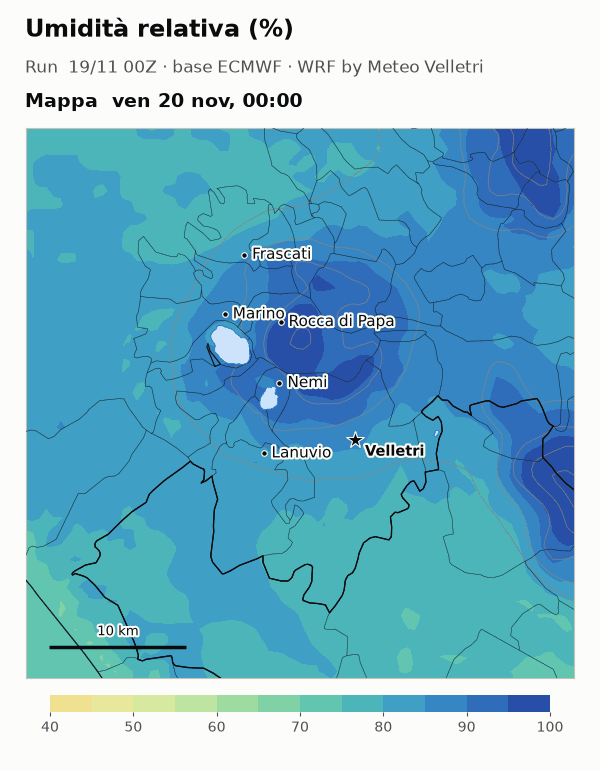 Umidità relativa (%)
Run  19/11 00Z · base ECMWF · WRF by Meteo Velletri
Mappa  ven 20 nov, 00:00
Frascati
Marino
Rocca di Papa
Nemi
Velletri
Lanuvio
10 km
40 50 60 70 80 90 100